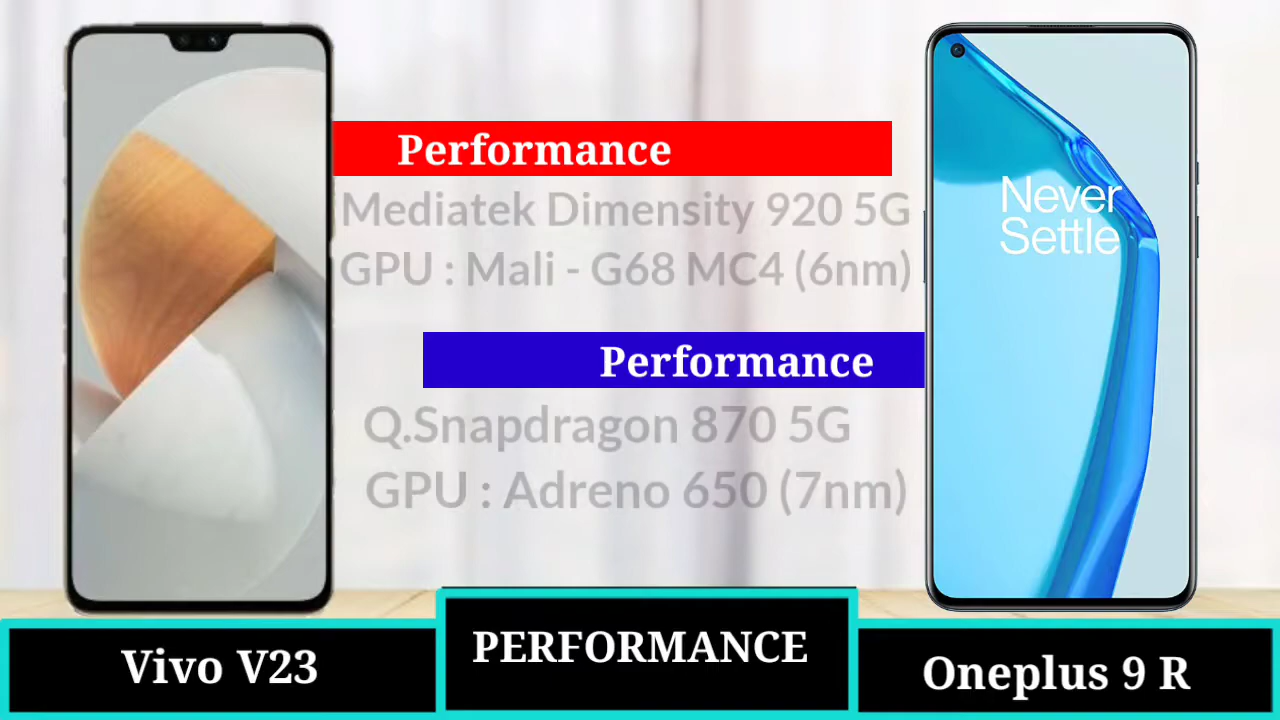 Performance
Mediatek Dimensity 920 5G
GPU : Mali - G68 MC4 (6nm)
Never
Settle
Performance
Q.Snapdragon 870 5G
GPU : Adreno 650 (7nm)
Vivo V23
PERFORMANCE
Oneplus 9 R